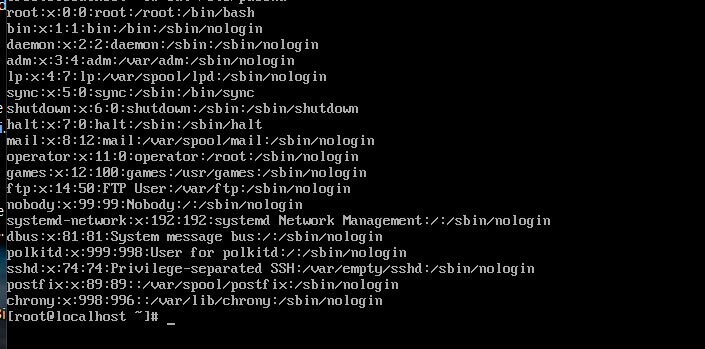 root:x:0:0:root:/root:/bin/bash
bin:x:1:1:bin:/bin:/sbin/nologin
daemon:x:2:2:daemon:/sbin:/sbin/nologin
adm:x:3:4:adm:/var/adm:/sbin/nologin
lp:x:4:7:lp:/var/spool/lpd:/sbin/nologin
sync:x:5:0:sync:/sbin:/bin/sync
shutdown:x:6:0:shutdown:/sbin:/sbin/shutdown
halt:x:7:0:halt:/sbin:/sbin/halt
mail:x:8:12:mail:/var/spool/mail:/sbin/nologin
operator:x:11:0:operator:/root:/sbin/nologin
games:x:12:100:games:/usr/games:/sbin/nologin
ftp:x:14:50:FTP User:/var/ftp:/sbin/nologin
nobody:x:99:99:Nobody:/:/sbin/nologin
systemd-network:x:192:192:systemd Network Management:/:/sbin/nologin
dbus:x:81:81:System message bus:/:/sbin/nologin
polkitd:x:999:998:User for polkitd:/:/sbin/nologin
sshd:x:74:74:Privilege-separated SSH:/var/empty/sshd:/sbin/nologin
postfix:x:89:89::/var/spool/postfix:/sbin/nologin
chrony:x:998:996::/var/lib/chrony:/sbin/nologin
[root@localhost ~]# _